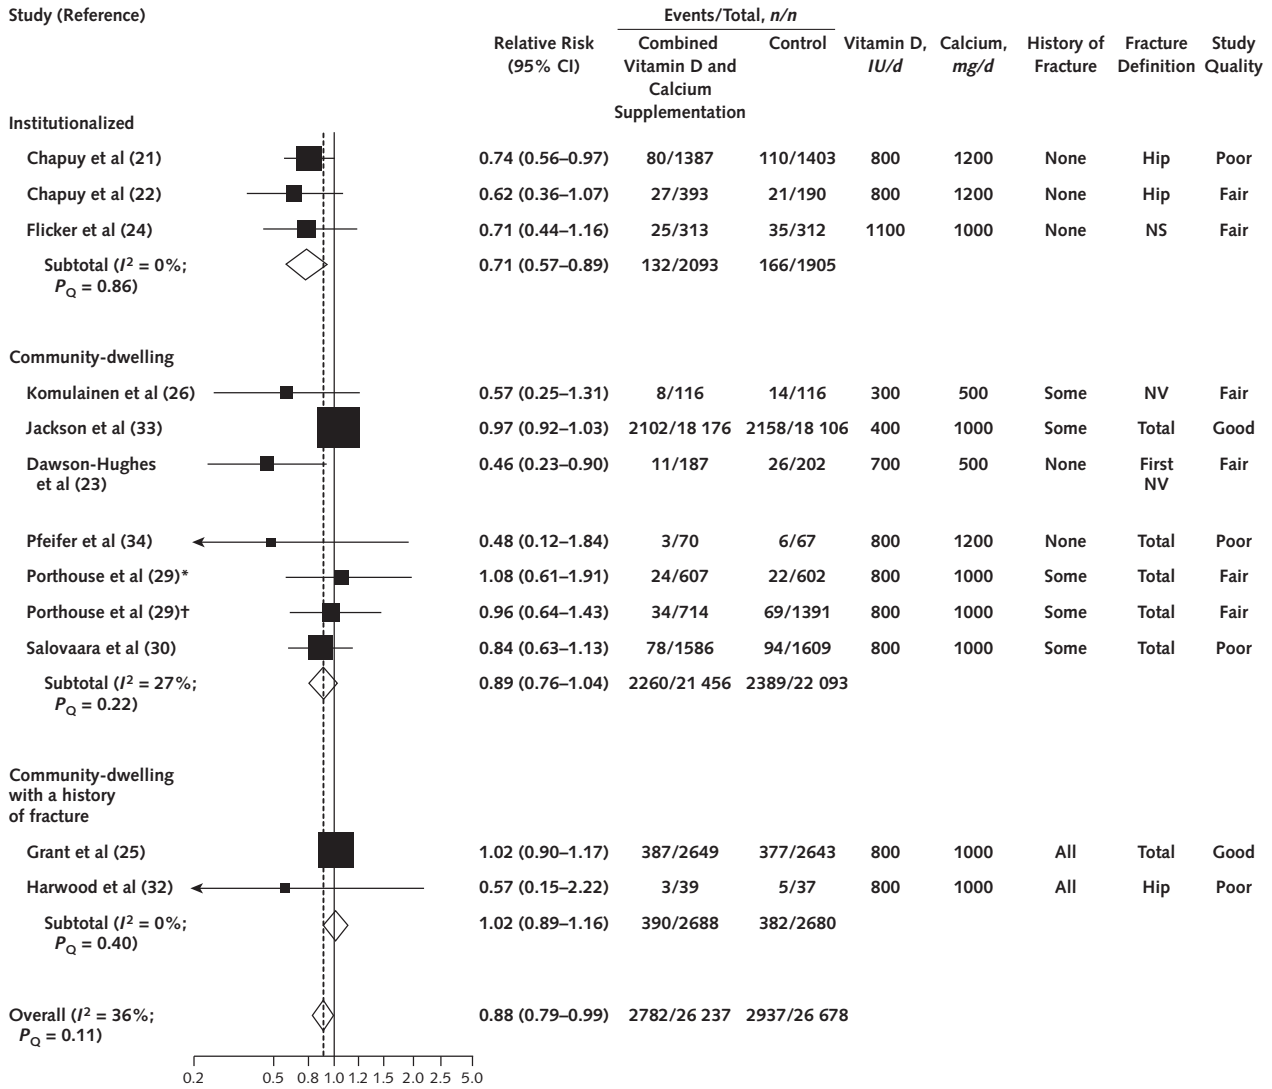 Study (Reference) Events/Total, n/n
Relative Risk Combined Control Vitamin D, Calcium, History of Fracture Study
(95% CI) Vitamin D and IU/d mg/d Fracture Definition Quality
Calcium
Supplementation
Institutionalized
Chapuy et al (21) 0.74 (0.56–0.97) 80/1387 110/1403 800 1200 None Hip Poor
Chapuy et al (22) 0.62 (0.36–1.07) 27/393 21/190 800 1200 None Hip Fair
Flicker et al (24) 0.71 (0.44–1.16) 25/313 35/312 1100 1000 None NS Fair
Subtotal (I² = 0%; 0.71 (0.57–0.89) 132/2093 166/1905
P_Q = 0.86)
Community-dwelling
Komulainen et al (26) 0.57 (0.25–1.31) 8/116 14/116 300 500 Some NV Fair
Jackson et al (33) 0.97 (0.92–1.03) 2102/18 176 2158/18 106 400 1000 Some Total Good
Dawson-Hughes 0.46 (0.23–0.90) 11/187 26/202 700 500 None First Fair
et al (23) NV
Pfeifer et al (34) 0.48 (0.12–1.84) 3/70 6/67 800 1200 None Total Poor
Porthouse et al (29)* 1.08 (0.61–1.91) 24/607 22/602 800 1000 Some Total Fair
Porthouse et al (29)† 0.96 (0.64–1.43) 34/714 69/1391 800 1000 Some Total Fair
Salovaara et al (30) 0.84 (0.63–1.13) 78/1586 94/1609 800 1000 Some Total Poor
Subtotal (I² = 27%; 0.89 (0.76–1.04) 2260/21 456 2389/22 093
P_Q = 0.22)
Community-dwelling
with a history
of fracture
Grant et al (25) 1.02 (0.90–1.17) 387/2649 377/2643 800 1000 All Total Good
Harwood et al (32) 0.57 (0.15–2.22) 3/39 5/37 800 1000 All Hip Poor
Subtotal (I² = 0%; 1.02 (0.89–1.16) 390/2688 382/2680
P_Q = 0.40)
Overall (I² = 36%; 0.88 (0.79–0.99) 2782/26 237 2937/26 678
P_Q = 0.11)
0.2 0.5 0.8 1.0 1.2 1.5 2.0 2.5 5.0